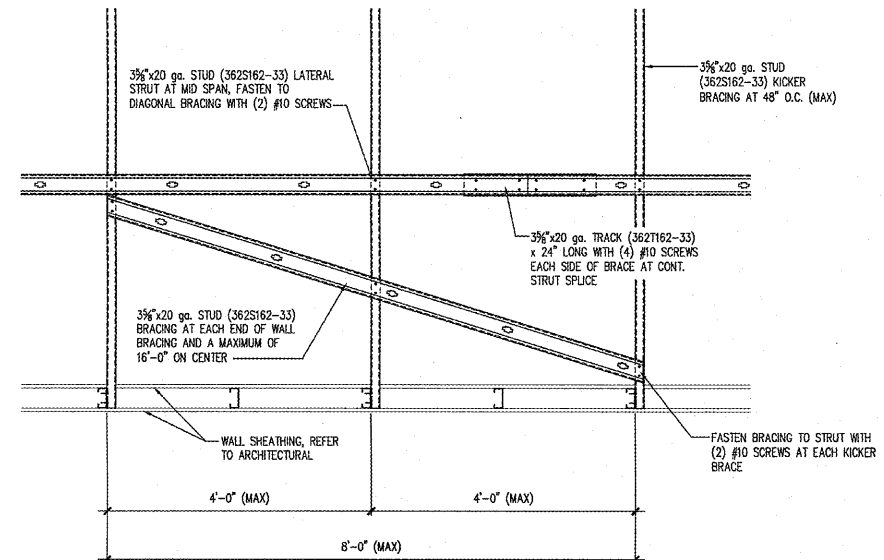 3⅝"x20 ga. STUD (362S162-33) LATERAL
STRUT AT MID SPAN, FASTEN TO
DIAGONAL BRACING WITH (2) #10 SCREWS
3⅝"x20 ga. STUD
(362S162-33) KICKER
BRACING AT 48" O.C. (MAX)
3⅝"x20 ga. TRACK (362T162-33)
x 24" LONG WITH (4) #10 SCREWS
EACH SIDE OF BRACE AT CONT.
STRUT SPLICE
3⅝"x20 ga. STUD (362S162-33)
BRACING AT EACH END OF WALL
BRACING AND A MAXIMUM OF
16'-0" ON CENTER
WALL SHEATHING, REFER
TO ARCHITECTURAL
FASTEN BRACING TO STRUT WITH
(2) #10 SCREWS AT EACH KICKER
BRACE
4'-0" (MAX)
4'-0" (MAX)
8'-0" (MAX)